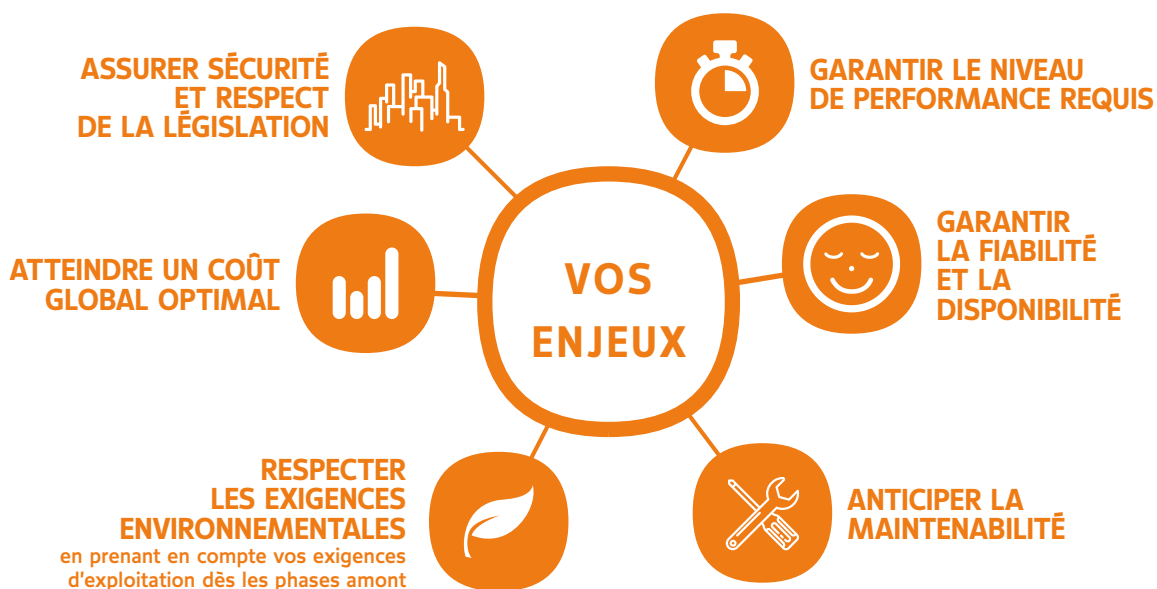 ASSURER SÉCURITÉ
ET RESPECT
DE LA LÉGISLATION
GARANTIR LE NIVEAU
DE PERFORMANCE REQUIS
ATTEINDRE UN COÛT
GLOBAL OPTIMAL
VOS
ENJEUX
GARANTIR
LA FIABILITÉ
ET LA
DISPONIBILITÉ
RESPECTER
LES EXIGENCES
ENVIRONNEMENTALES
en prenant en compte vos exigences
d'exploitation dès les phases amont
ANTICIPER LA
MAINTENABILITÉ